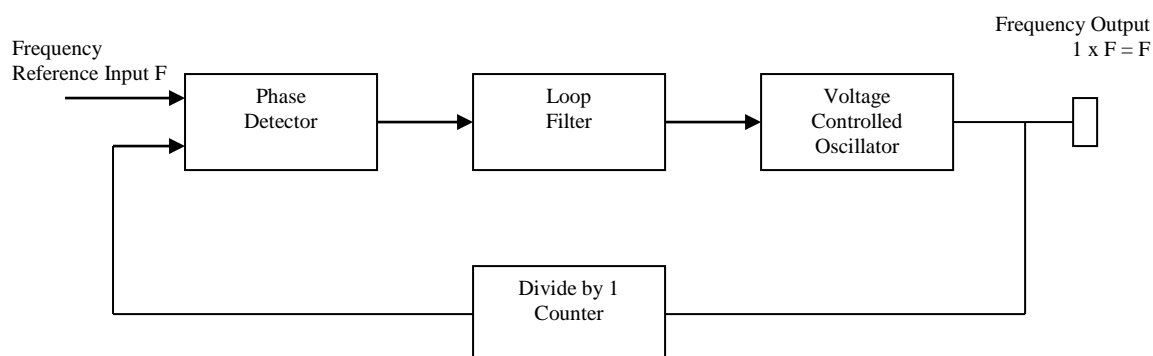 Frequency Output
1 x F = F
Frequency
Reference Input F
Phase
Detector
Loop
Filter
Voltage
Controlled
Oscillator
Divide by 1
Counter